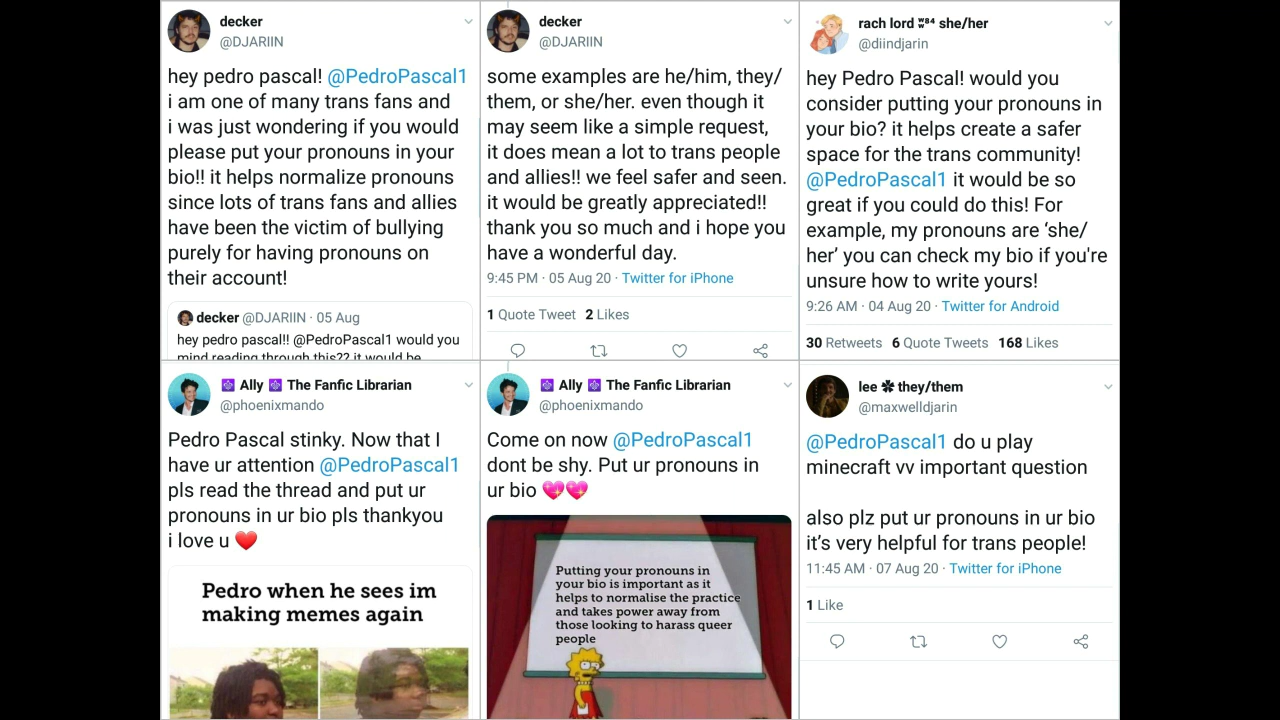 decker
@DJARIIN
hey pedro pascal! @PedroPascal1
i am one of many trans fans and
i was just wondering if you would
please put your pronouns in your
bio!! it helps normalize pronouns
since lots of trans fans and allies
have been the victim of bullying
purely for having pronouns on
their account!
decker @DJARIIN · 05 Aug
hey pedro pascal!! @PedroPascal1 would you
mind reading through this?? it would be
decker
@DJARIIN
some examples are he/him, they/
them, or she/her. even though it
may seem like a simple request,
it does mean a lot to trans people
and allies!! we feel safer and seen.
it would be greatly appreciated!!
thank you so much and i hope you
have a wonderful day.
9:45 PM · 05 Aug 20 · Twitter for iPhone
1 Quote Tweet 2 Likes
rach lord ʷʷ⁸⁴ she/her
@diindjarin
hey Pedro Pascal! would you
consider putting your pronouns in
your bio? it helps create a safer
space for the trans community!
@PedroPascal1 it would be so
great if you could do this! For
example, my pronouns are ‘she/
her’ you can check my bio if you're
unsure how to write yours!
9:26 AM · 04 Aug 20 · Twitter for Android
30 Retweets 6 Quote Tweets 168 Likes
Ally The Fanfic Librarian
@phoenixmando
Pedro Pascal stinky. Now that I
have ur attention @PedroPascal1
pls read the thread and put ur
pronouns in ur bio pls thankyou
i love u ❤️
Pedro when he sees im
making memes again
Ally The Fanfic Librarian
@phoenixmando
Come on now @PedroPascal1
dont be shy. Put ur pronouns in
ur bio 💖💖
Putting your pronouns in
your bio is important as it
helps to normalise the practice
and takes power away from
those looking to harass queer
people
lee ✽ they/them
@maxwelldjarin
@PedroPascal1 do u play
minecraft vv important question
also plz put ur pronouns in ur bio
it’s very helpful for trans people!
11:45 AM · 07 Aug 20 · Twitter for iPhone
1 Like